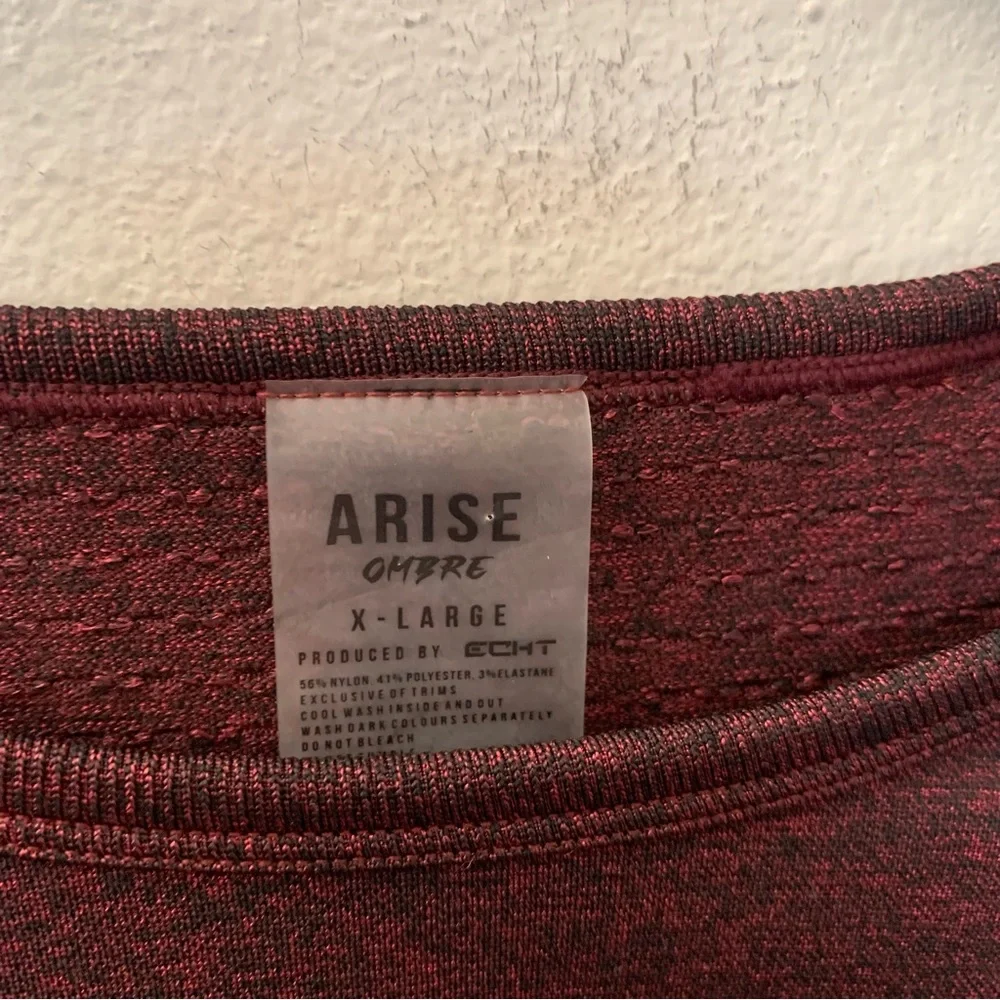 ARISE
OMBRE
X-LARGE
PRODUCED BY ECHT
56% NYLON, 41% POLYESTER, 3% ELASTANE
EXCLUSIVE OF TRIMS
COOL WASH INSIDE AND OUT
WASH DARK COLOURS SEPARATELY
DO NOT BLEACH